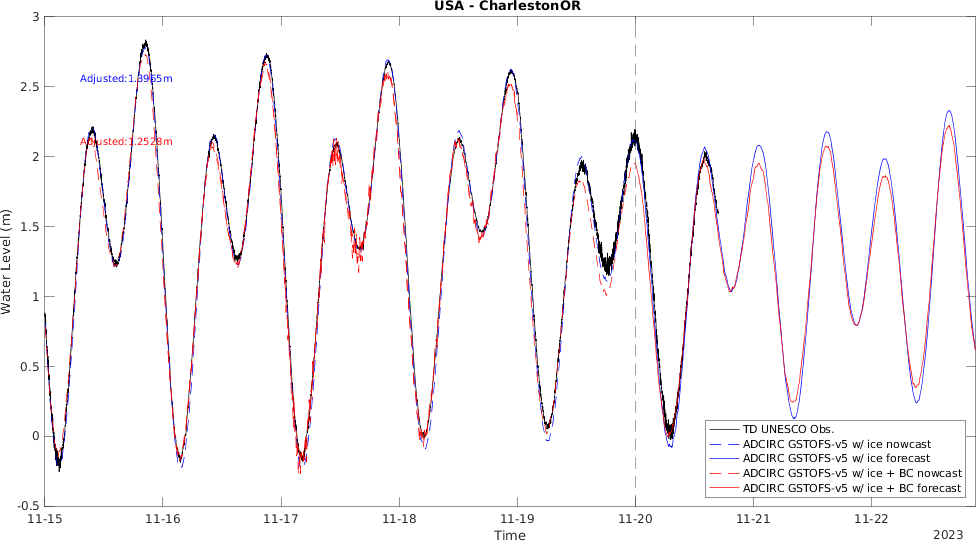 USA - CharlestonOR
3
2.5
2
1.5
1
0.5
0
-0.5
Water Level (m)
Adjusted:1.3965m
Adjusted:1.2528m
TD UNESCO Obs.
ADCIRC GSTOFS-v5 w/ ice nowcast
ADCIRC GSTOFS-v5 w/ ice forecast
ADCIRC GSTOFS-v5 w/ ice + BC nowcast
ADCIRC GSTOFS-v5 w/ ice + BC forecast
11-15 11-16 11-17 11-18 11-19 11-20 11-21 11-22
Time
2023